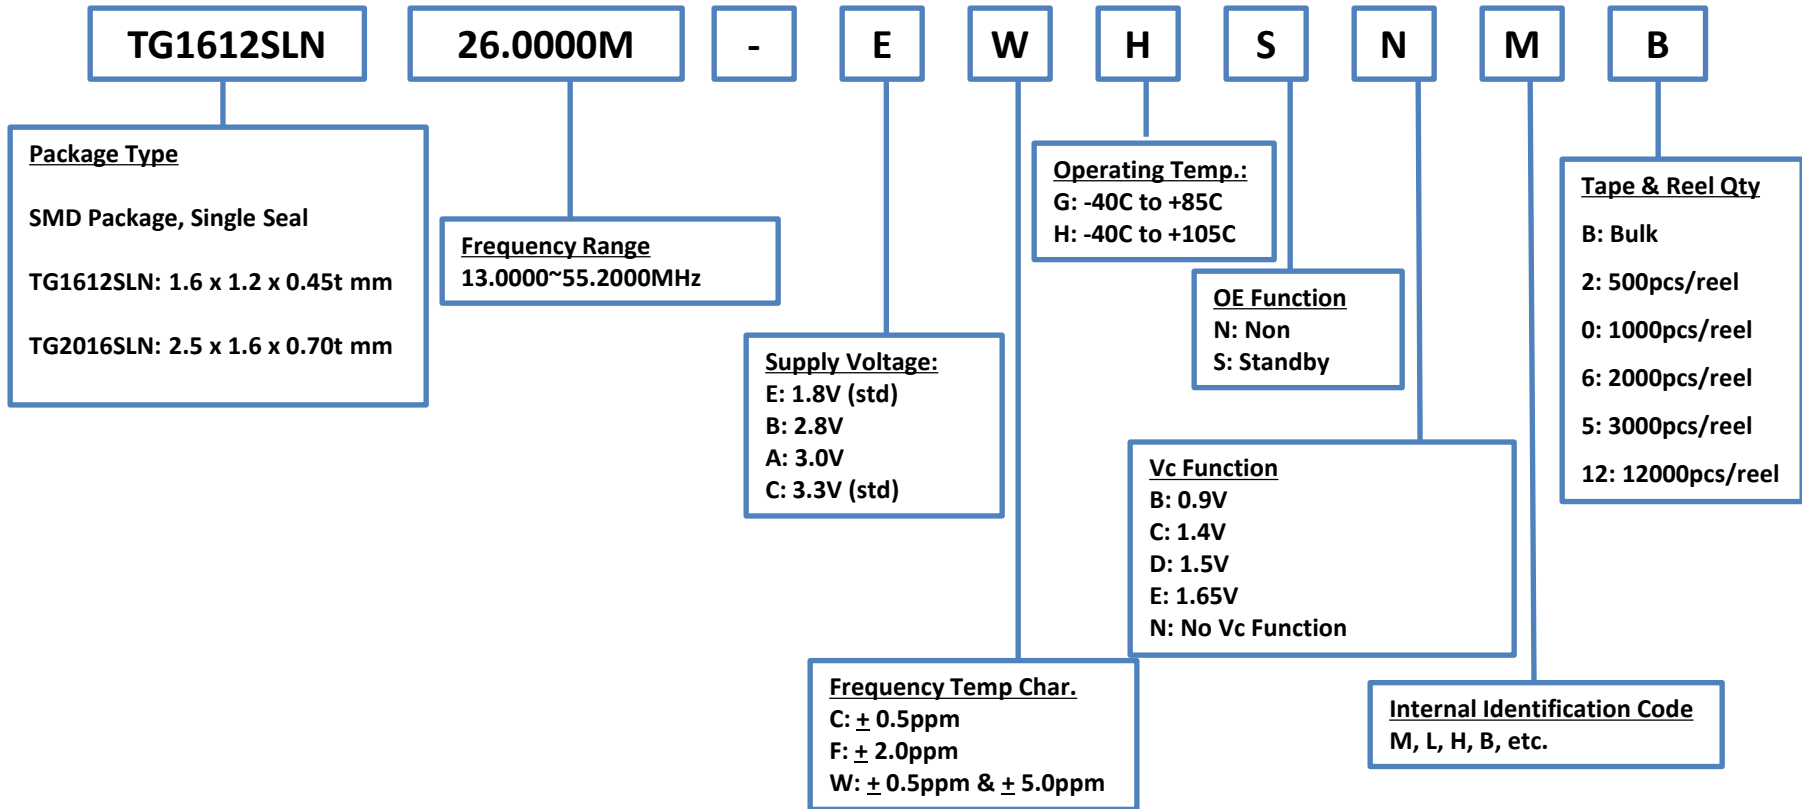 TG1612SLN 26.0000M - E W H S N M B
Package Type
SMD Package, Single Seal
TG1612SLN: 1.6 x 1.2 x 0.45t mm
TG2016SLN: 2.5 x 1.6 x 0.70t mm
Frequency Range
13.0000~55.2000MHz
Supply Voltage:
E: 1.8V (std)
B: 2.8V
A: 3.0V
C: 3.3V (std)
Frequency Temp Char.
C: ± 0.5ppm
F: ± 2.0ppm
W: ± 0.5ppm & ± 5.0ppm
Operating Temp.:
G: -40C to +85C
H: -40C to +105C
OE Function
N: Non
S: Standby
Vc Function
B: 0.9V
C: 1.4V
D: 1.5V
E: 1.65V
N: No Vc Function
Internal Identification Code
M, L, H, B, etc.
Tape & Reel Qty
B: Bulk
2: 500pcs/reel
0: 1000pcs/reel
6: 2000pcs/reel
5: 3000pcs/reel
12: 12000pcs/reel